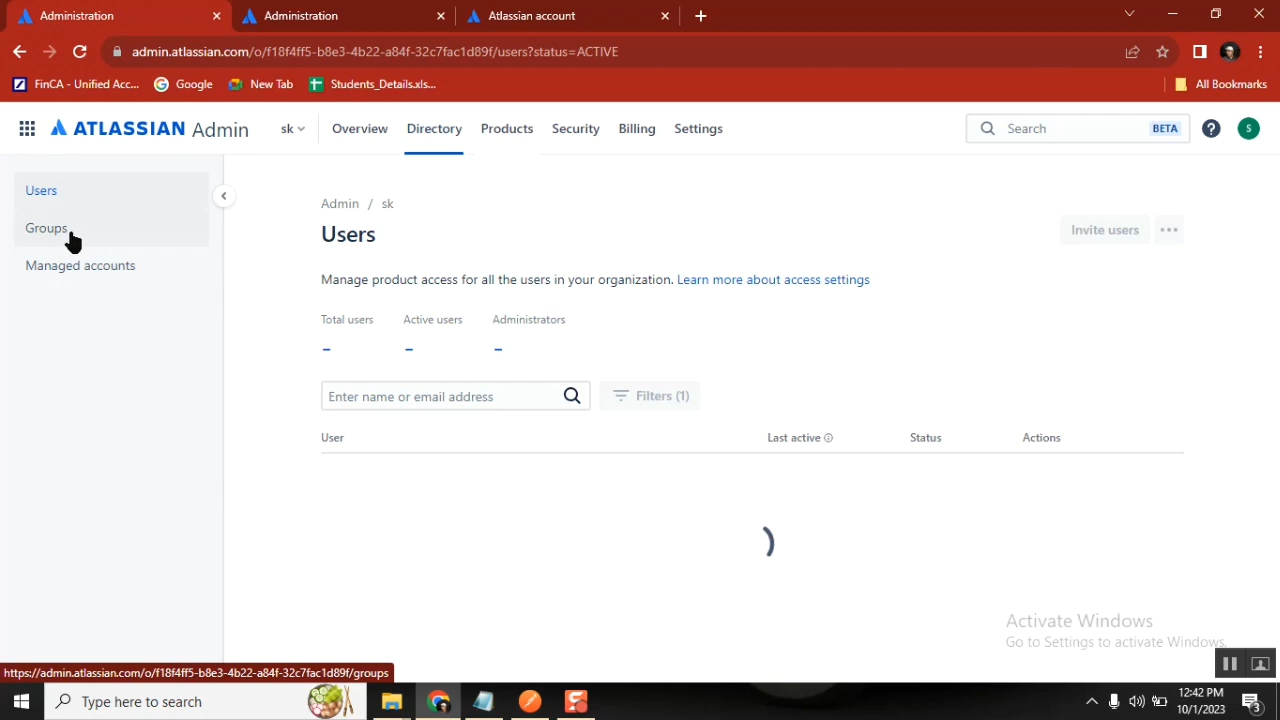 Administration
Administration
Atlassian account
admin.atlassian.com/o/f18f4ff5-b8e3-4b22-a84f-32c7fac1d89f/users?status=ACTIVE
FinCA - Unified Acc...
Google
New Tab
Students_Details.xls...
All Bookmarks
ATLASSIAN Admin
sk
Overview
Directory
Products
Security
Billing
Settings
Search
BETA
?
S
Users
Groups
Managed accounts
Admin / sk
Users
Invite users
Manage product access for all the users in your organization. Learn more about access settings
Total users
Active users
Administrators
–
–
–
Enter name or email address
Filters (1)
User
Last active
Status
Actions
Activate Windows
Go to Settings to activate Windows.
https://admin.atlassian.com/o/f18f4ff5-b8e3-4b22-a84f-32c7fac1d89f/groups
Type here to search
12:42 PM
10/1/2023
3